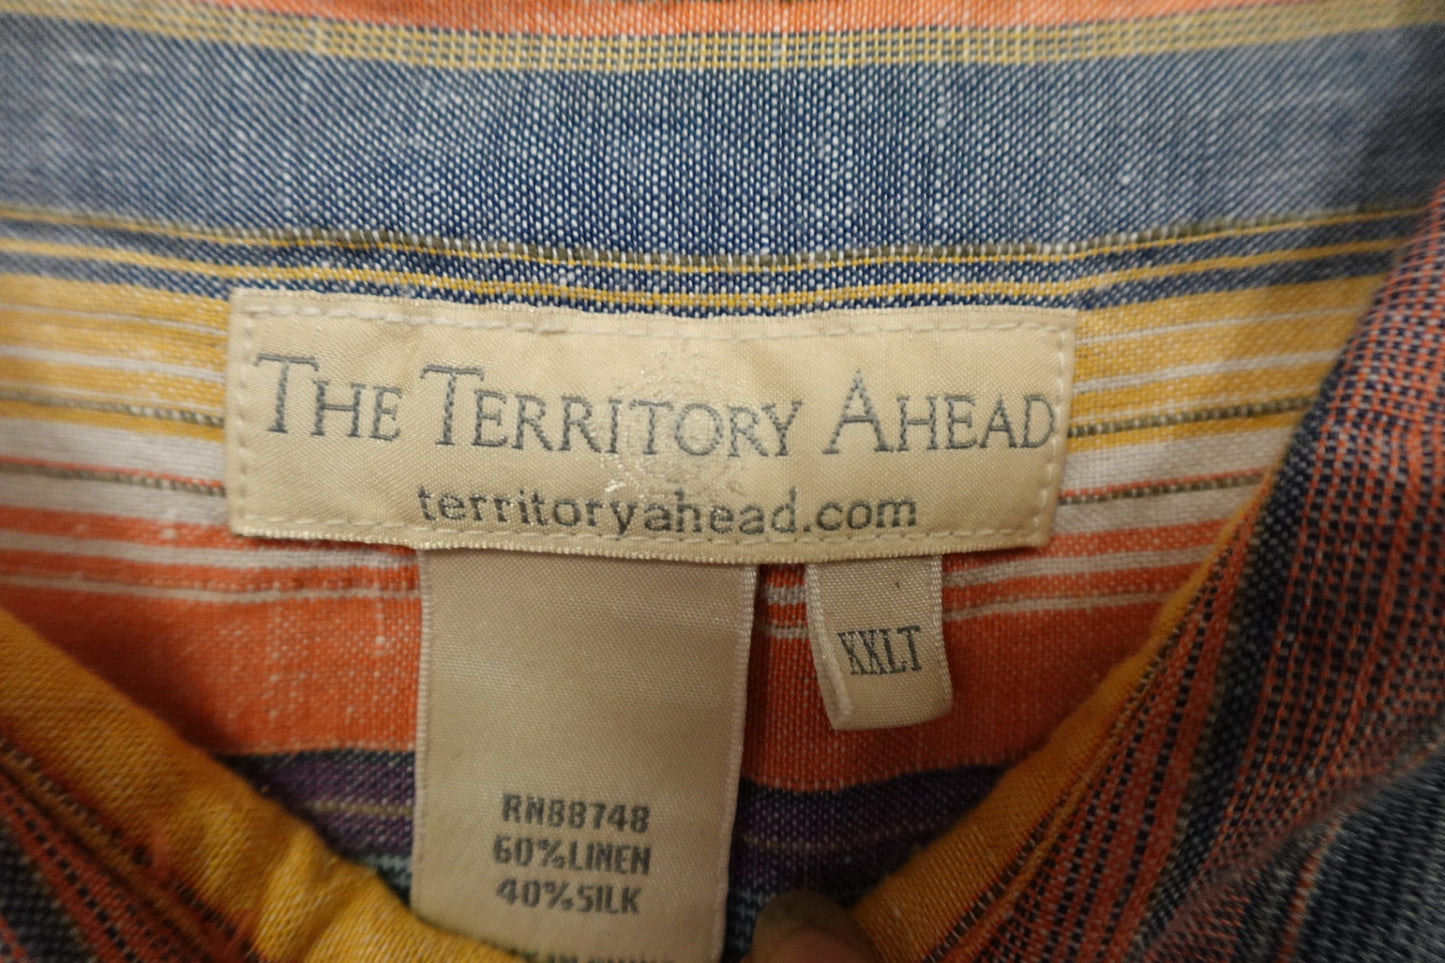 THE TERRITORY AHEAD
territoryahead.com
XXLT
RN88748
60%LINEN
40%SILK